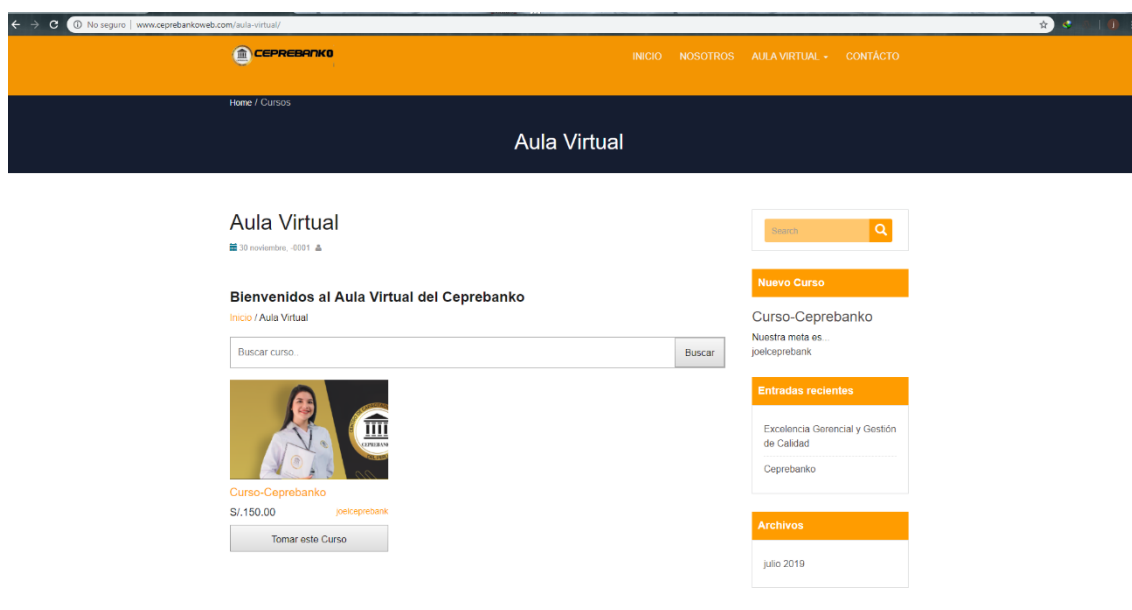 No seguro | www.ceprebankoweb.com/aula-virtual/
CEPREBANKO
INICIO NOSOTROS AULA VIRTUAL CONTÁCTO
Home / Cursos
Aula Virtual
Aula Virtual
30 noviembre, -0001
Bienvenidos al Aula Virtual del Ceprebanko
Inicio / Aula Virtual
Buscar curso..
Buscar
Curso-Ceprebanko
S/.150.00 joelceprebank
Tomar este Curso
Search
Nuevo Curso
Curso-Ceprebanko
Nuestra meta es...
joelceprebank
Entradas recientes
Excelencia Gerencial y Gestión
de Calidad
Ceprebanko
Archivos
julio 2019